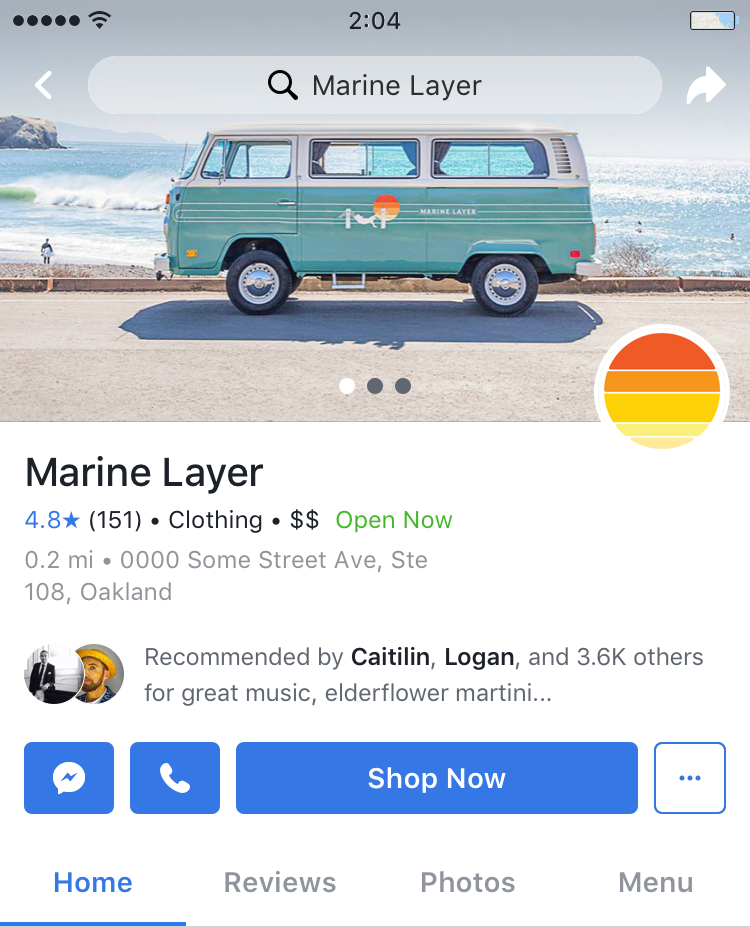 2:04
Marine Layer
MARINE LAYER
Marine Layer
4.8★ (151) • Clothing • $$ Open Now
0.2 mi • 0000 Some Street Ave, Ste
108, Oakland
Recommended by Caitilin, Logan, and 3.6K others
for great music, elderflower martini...
Shop Now
Home Reviews Photos Menu